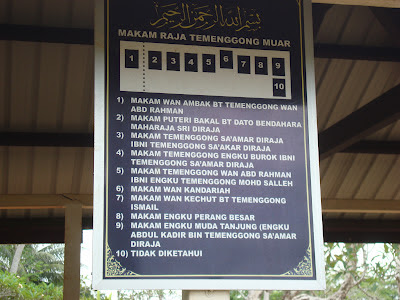 بسم الله الرحمن الرحيم
MAKAM RAJA TEMENGGONG MUAR
1 2 3 4 5 6 7 8 9
10
1) MAKAM WAN AMBAK BT TEMENGGONG WAN
ABD RAHMAN
2) MAKAM PUTERI BAKAL BT DATO BENDAHARA
MAHARAJA SRI DIRAJA
3) MAKAM TEMENGGONG SA'AMAR DIRAJA
IBNI TEMENGGONG SA'AKAR DIRAJA
4) MAKAM TEMENGGONG ENGKU BUROK IBNI
TEMENGGONG SA'AMAR DIRAJA
5) MAKAM TEMENGGONG WAN ABD RAHMAN
IBNI ENGKU TEMENGGONG MOHD SALLEH
6) MAKAM WAN KANDARIAH
7) MAKAM WAN KECHUT BT TEMENGGONG
ISMAIL
8) MAKAM ENGKU PERANG BESAR
9) MAKAM ENGKU MUDA TANJUNG (ENGKU
ABDUL KADIR BIN TEMENGGONG SA'AMAR
DIRAJA
10) TIDAK DIKETAHUI